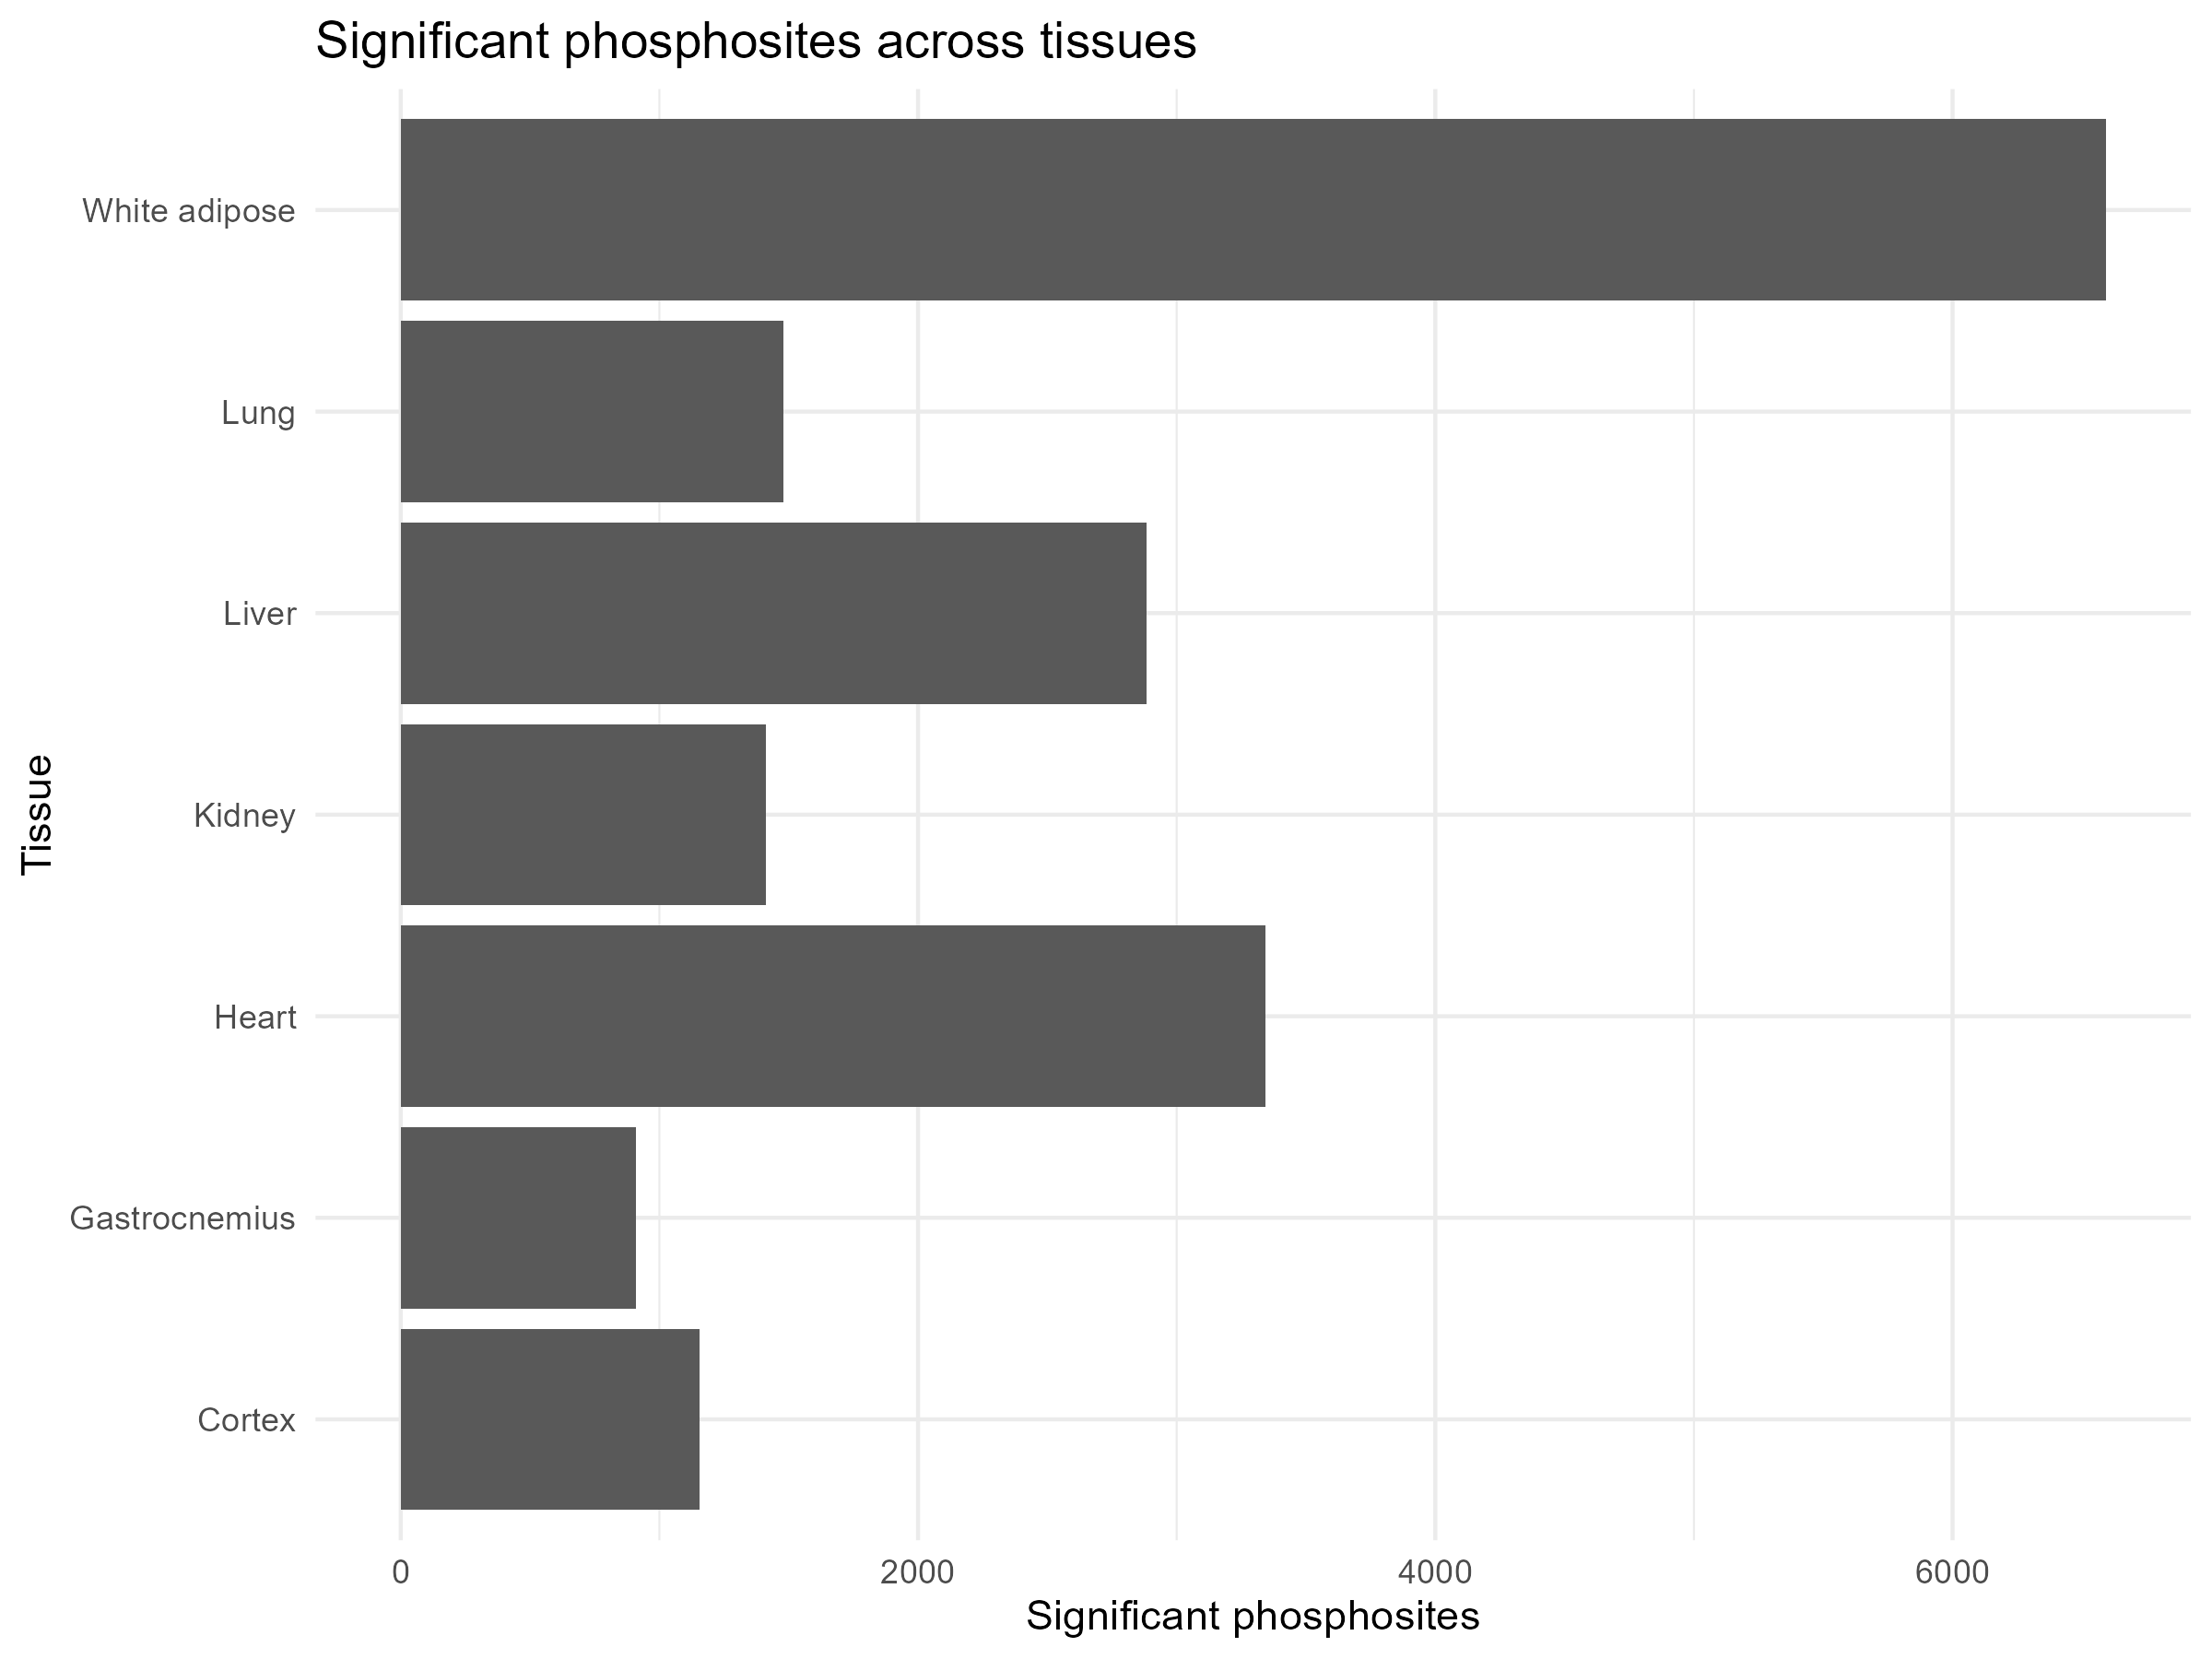 Significant phosphosites across tissues
Tissue
White adipose
Lung
Liver
Kidney
Heart
Gastrocnemius
Cortex
0 2000 4000 6000
Significant phosphosites